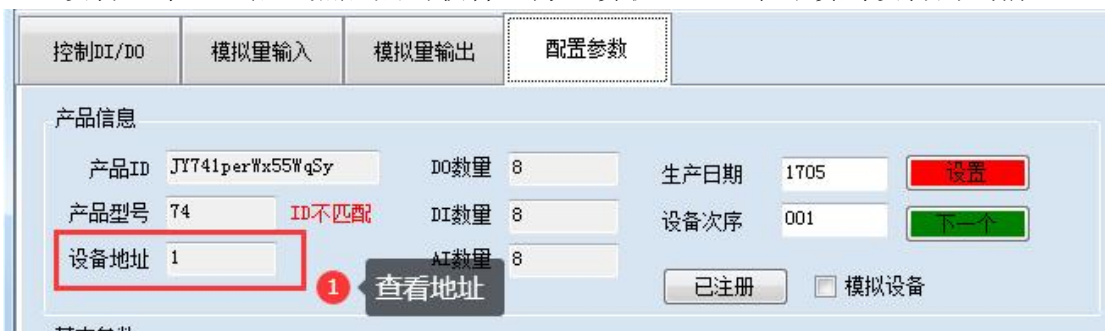 控制DI/DO 模拟量输入 模拟量输出 配置参数
产品信息
产品ID JY741perWx55WqSy DO数量 8 生产日期 1705 设置
产品型号 74 ID不匹配 DI数量 8 设备次序 001 下一个
设备地址 1 AI数量 8
1 查看地址 已注册 模拟设备